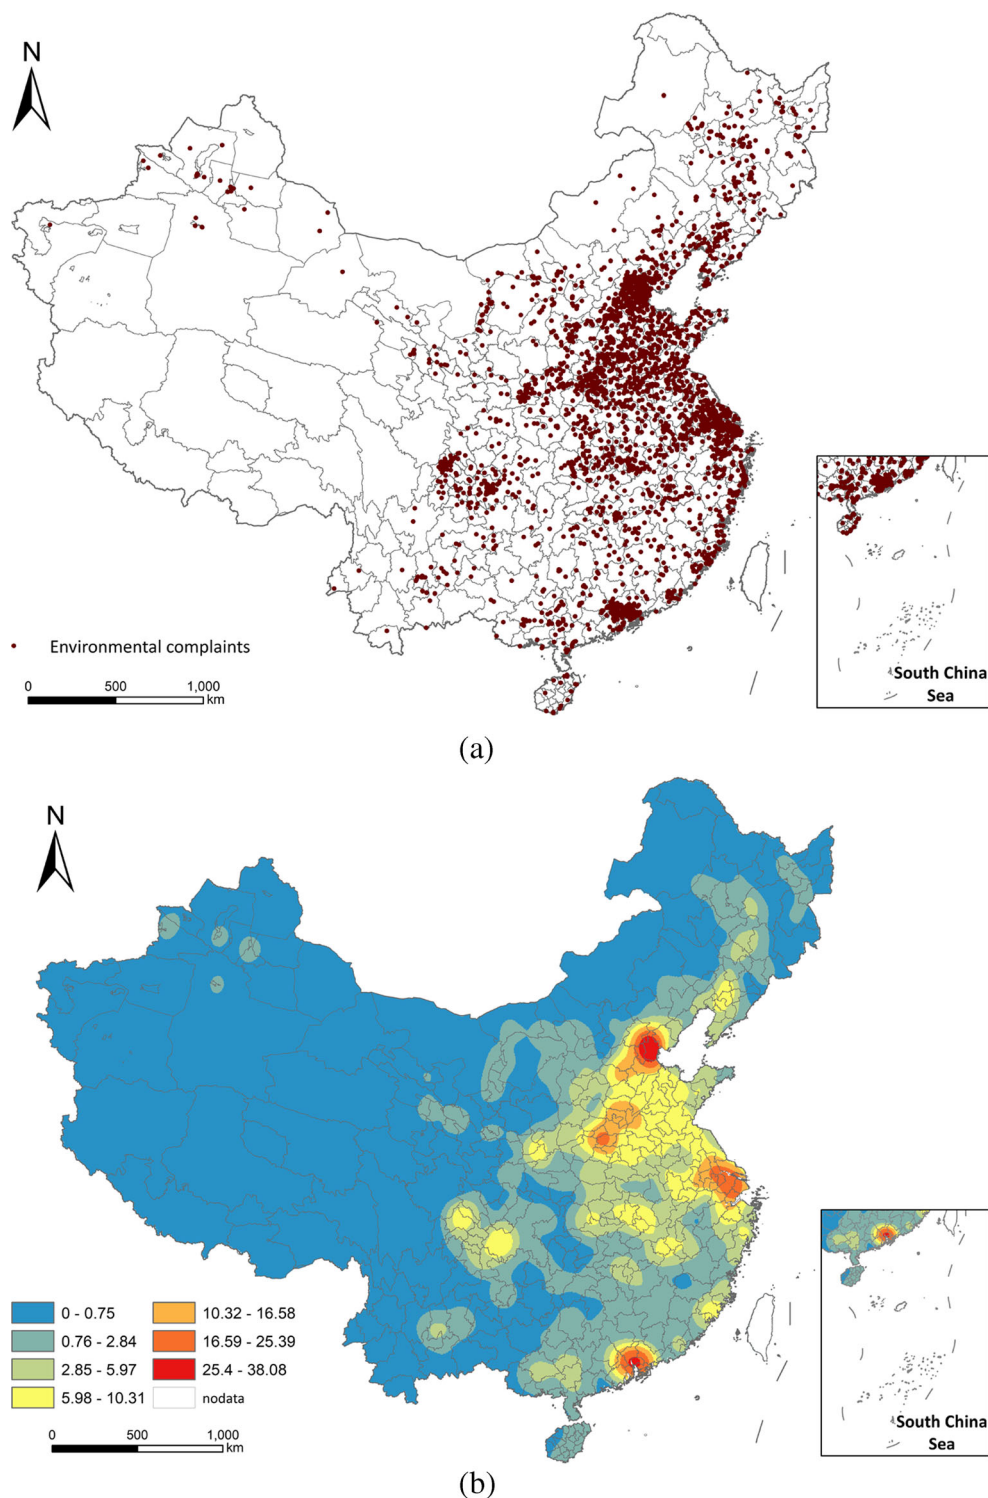 N
Environmental complaints
0 500 1,000
km
South China
Sea
(a)
N
0 - 0.75 10.32 - 16.58
0.76 - 2.84 16.59 - 25.39
2.85 - 5.97 25.4 - 38.08
5.98 - 10.31 nodata
0 500 1,000
km
South China
Sea
(b)